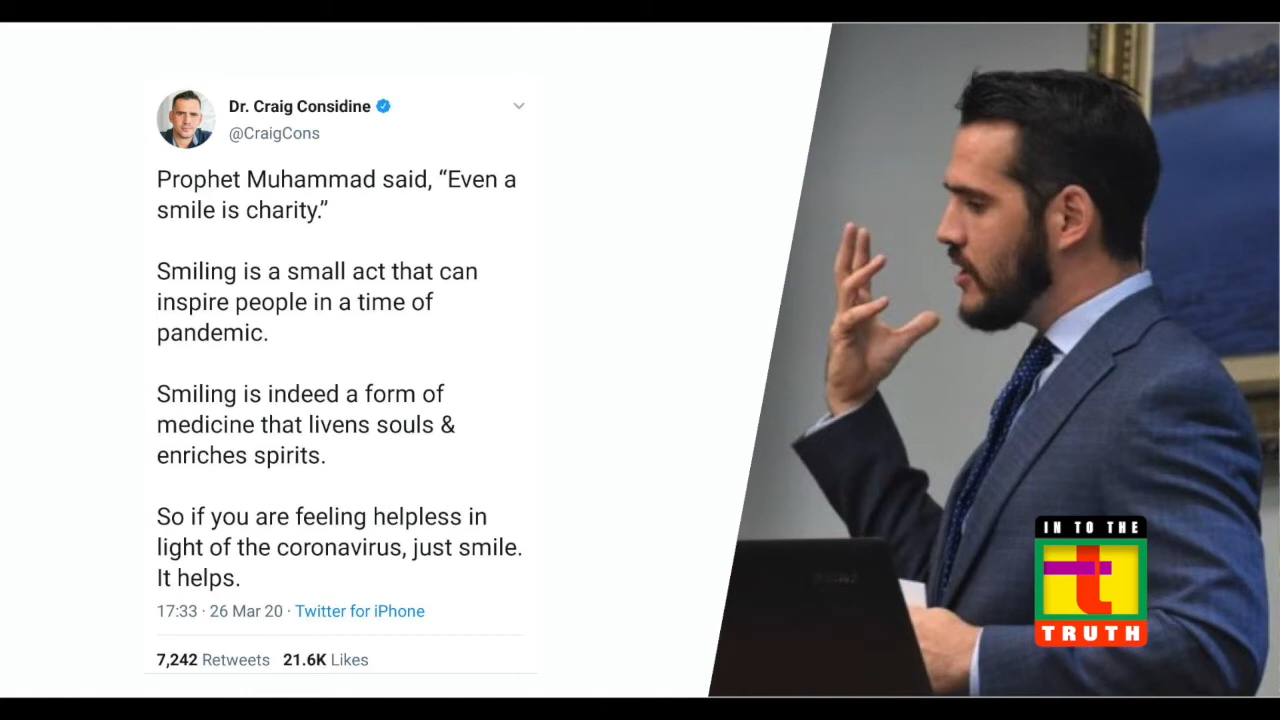 Dr. Craig Considine
@CraigCons
Prophet Muhammad said, “Even a
smile is charity.”
Smiling is a small act that can
inspire people in a time of
pandemic.
Smiling is indeed a form of
medicine that livens souls &
enriches spirits.
So if you are feeling helpless in
light of the coronavirus, just smile.
It helps.
17:33 · 26 Mar 20 · Twitter for iPhone
7,242 Retweets 21.6K Likes
IN TO THE
t
TRUTH